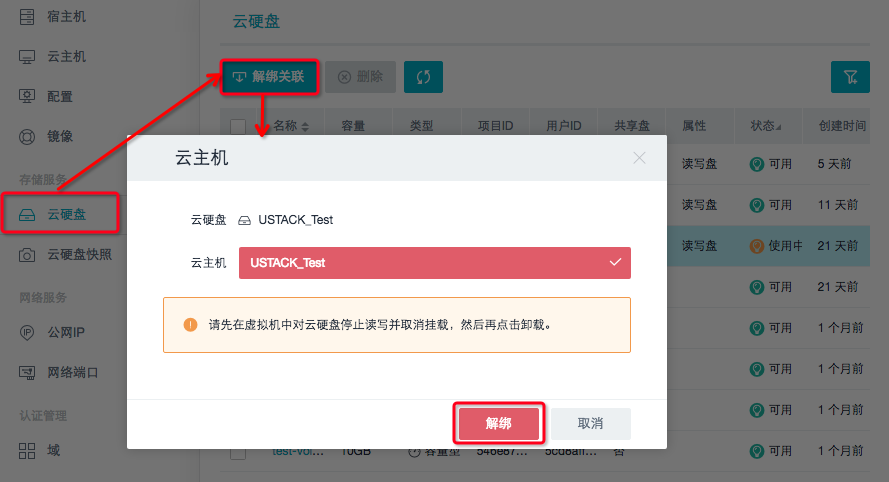 宿主机
云主机
配置
镜像
存储服务
云硬盘
云硬盘快照
网络服务
公网IP
网络端口
认证管理
域
云硬盘
解绑关联 删除
名称 容量 类型 项目ID 用户ID 共享盘 属性 状态 创建时间
读写盘 可用 5 天前
读写盘 可用 11 天前
读写盘 使用中 21 天前
可用 21 天前
可用 1 个月前
可用 1 个月前
可用 1 个月前
test-vol... 10GB 容量型 546e87... 5cd8aff... 否 可用 1 个月前
云主机
云硬盘 USTACK_Test
云主机 USTACK_Test
请先在虚拟机中对云硬盘停止读写并取消挂载，然后再点击卸载。
解绑 取消